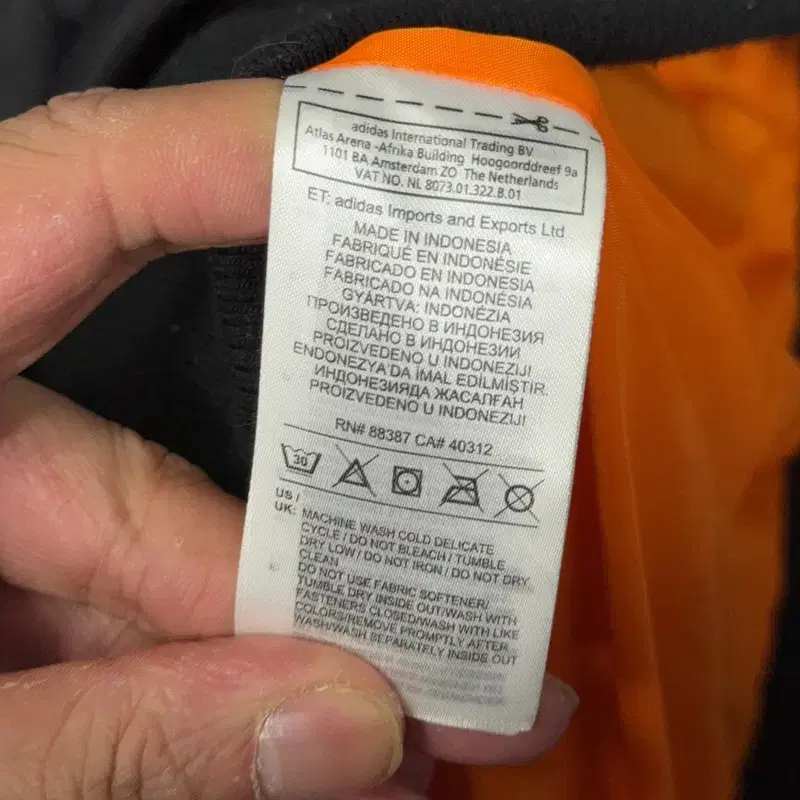 adidas International Trading BV
Atlas Arena -Afrika Building Hoogoorddreef 9a
1101 BA Amsterdam ZO The Netherlands
VAT NO. NL 8073.01.322.B.01
ET: adidas Imports and Exports Ltd.
MADE IN INDONESIA
FABRIQUÉ EN INDONÉSIE
FABRICADO EN INDONESIA
FABRICADO NA INDONÉSIA
GYÁRTVA: INDONÉZIA
ПРОИЗВЕДЕНО В ИНДОНЕЗИЯ
СДЕЛАНО В ИНДОНЕЗИИ
PROIZVEDENO U INDONEZIJI
ENDONEZYA'DA İMAL EDİLMİŞTİR.
ИНДОНЕЗИЯДА ЖАСАЛҒАН
PROIZVEDENO U INDONEZIJI
RN# 88387 CA# 40312
30
US /
UK: MACHINE WASH COLD DELICATE
CYCLE / DO NOT BLEACH / TUMBLE
DRY LOW / DO NOT IRON / DO NOT DRY
CLEAN
DO NOT USE FABRIC SOFTENER/
TUMBLE DRY INSIDE OUT/WASH WITH
FASTENERS CLOSED/WASH WITH LIKE
COLORS/REMOVE PROMPTLY AFTER
WASH/WASH SEPARATELY INSIDE OUT